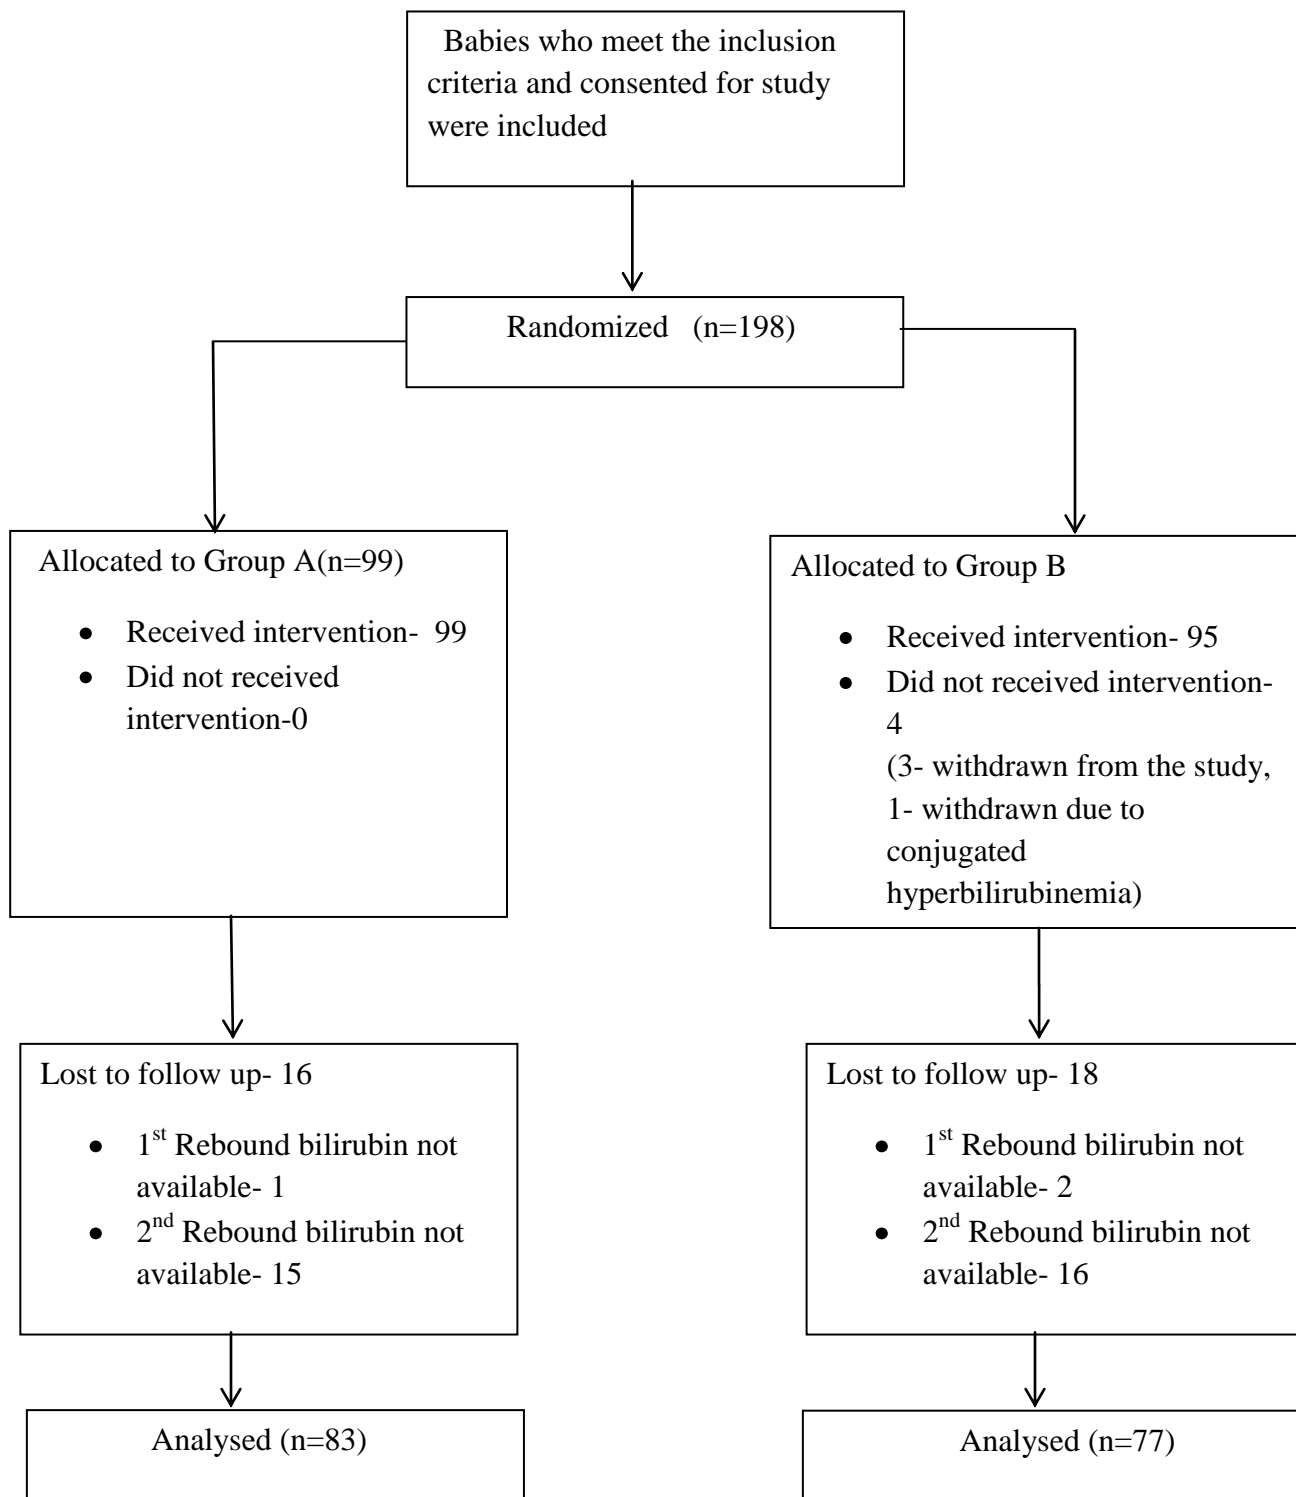 Babies who meet the inclusion
criteria and consented for study
were included
Randomized (n=198)
Allocated to Group A(n=99)
• Received intervention- 99
• Did not received
intervention-0
Allocated to Group B
• Received intervention- 95
• Did not received intervention-
4
(3- withdrawn from the study,
1- withdrawn due to
conjugated
hyperbilirubinemia)
Lost to follow up- 16
• 1st Rebound bilirubin not
available- 1
• 2nd Rebound bilirubin not
available- 15
Lost to follow up- 18
• 1st Rebound bilirubin not
available- 2
• 2nd Rebound bilirubin not
available- 16
Analysed (n=83)
Analysed (n=77)